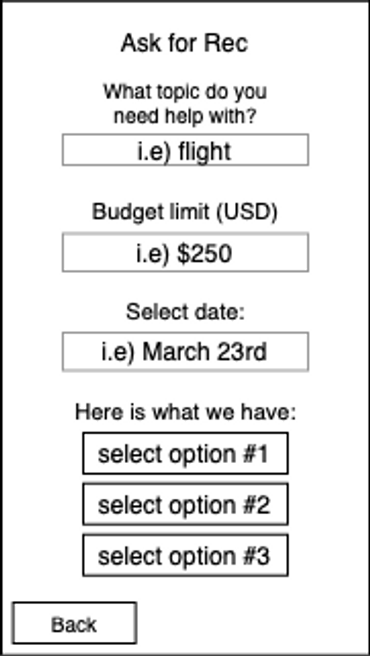 Ask for Rec
What topic do you
need help with?
i.e) flight
Budget limit (USD)
i.e) $250
Select date:
i.e) March 23rd
Here is what we have:
select option #1
select option #2
select option #3
Back